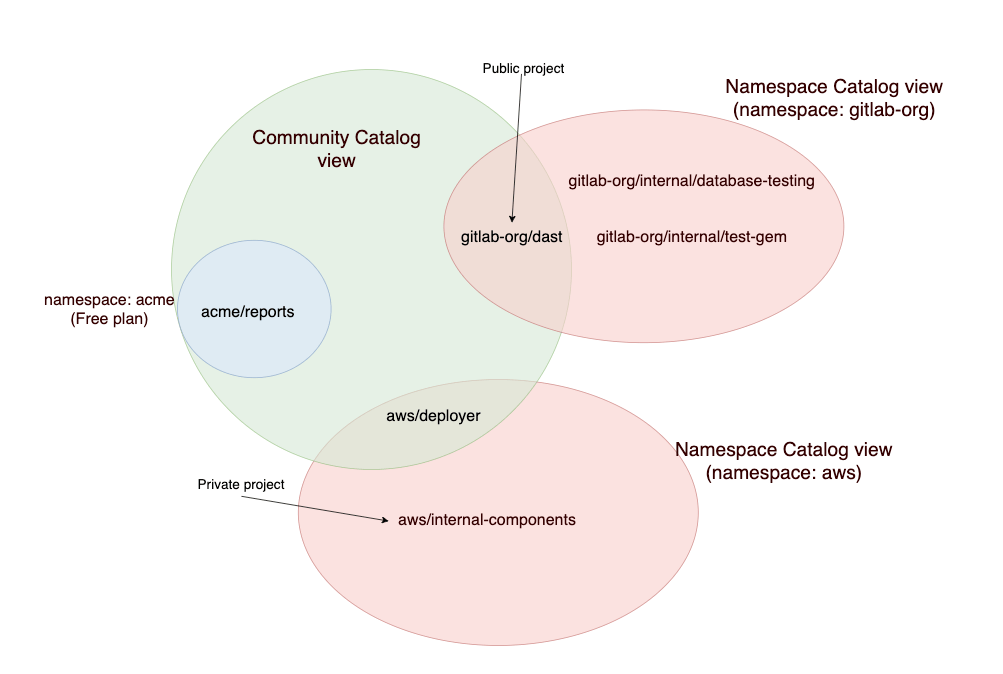 Public project
Namespace Catalog view
(namespace: gitlab-org)
Community Catalog
view
gitlab-org/internal/database-testing
gitlab-org/dast
gitlab-org/internal/test-gem
namespace: acme
(Free plan)
acme/reports
aws/deployer
Namespace Catalog view
(namespace: aws)
Private project
aws/internal-components